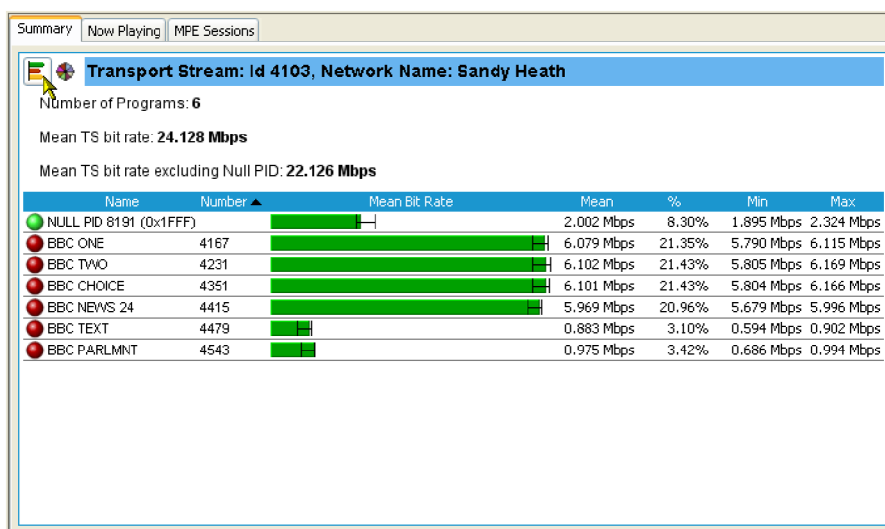 Summary Now Playing MPE Sessions
Transport Stream: Id 4103, Network Name: Sandy Heath
Number of Programs: 6
Mean TS bit rate: 24.128 Mbps
Mean TS bit rate excluding Null PID: 22.126 Mbps
Name Number Mean Bit Rate Mean % Min Max
NULL PID 8191 (0x1FFF) 2.002 Mbps 8.30% 1.895 Mbps 2.324 Mbps
BBC ONE 4167 6.079 Mbps 21.35% 5.790 Mbps 6.115 Mbps
BBC TWO 4231 6.102 Mbps 21.43% 5.805 Mbps 6.169 Mbps
BBC CHOICE 4351 6.101 Mbps 21.43% 5.804 Mbps 6.166 Mbps
BBC NEWS 24 4415 5.969 Mbps 20.96% 5.679 Mbps 5.996 Mbps
BBC TEXT 4479 0.883 Mbps 3.10% 0.594 Mbps 0.902 Mbps
BBC PARLMNT 4543 0.975 Mbps 3.42% 0.686 Mbps 0.994 Mbps